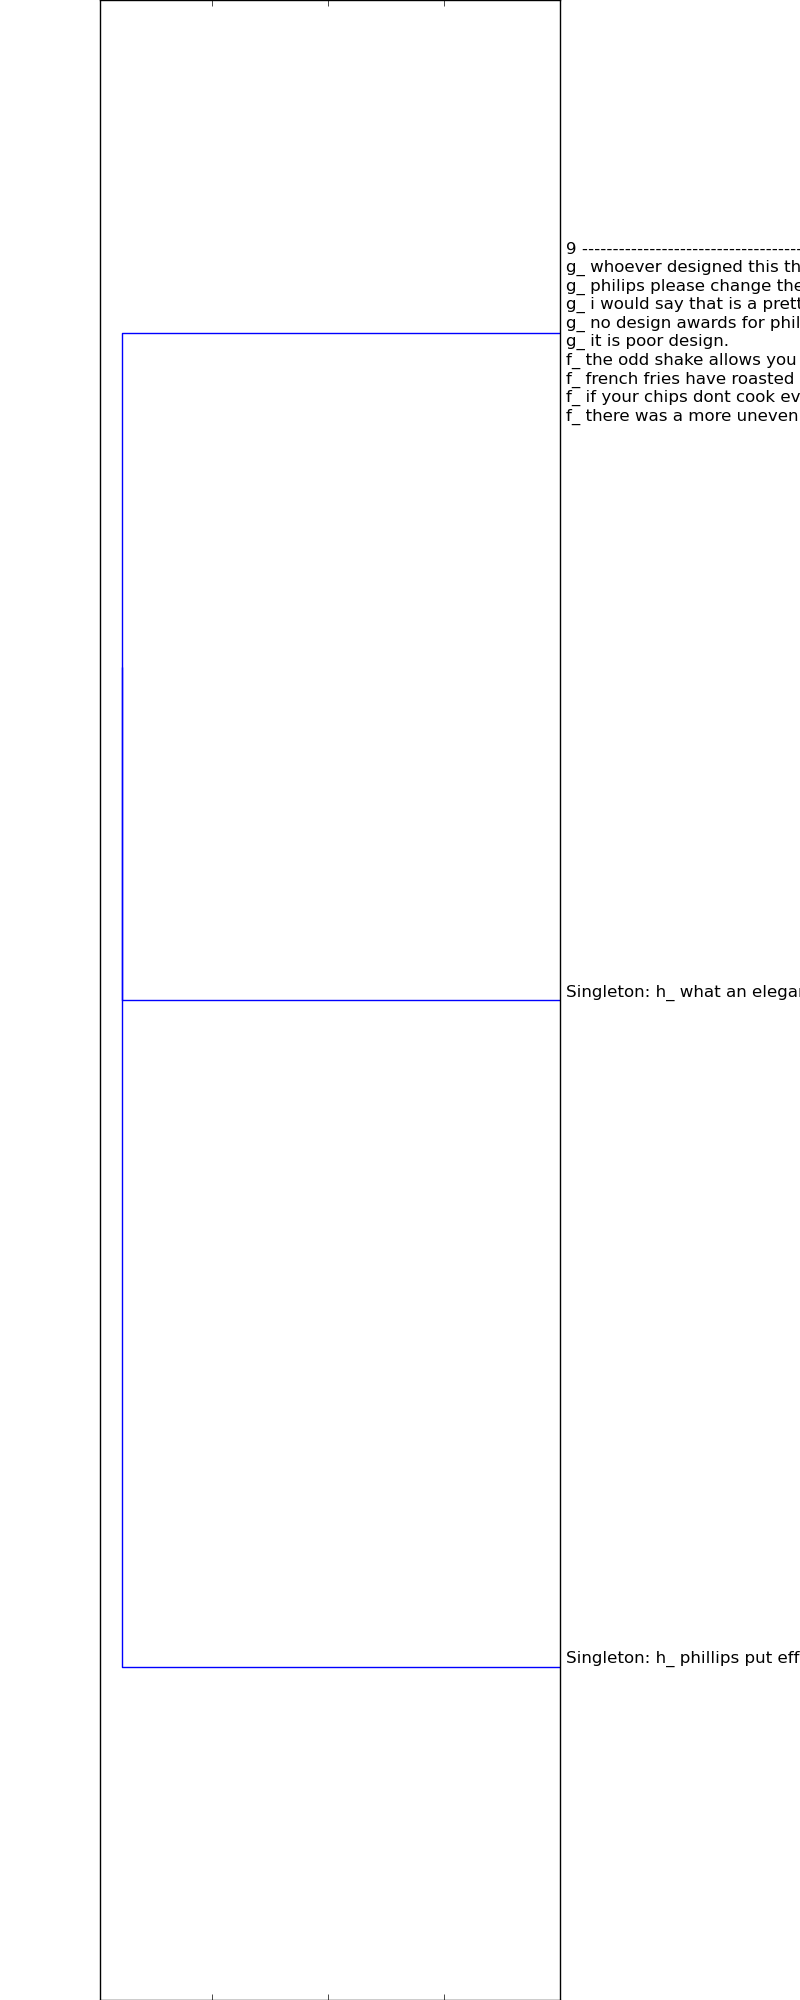 9 -----------------------------------
g_ whoever designed this th
g_ philips please change the
g_ i would say that is a prett
g_ no design awards for phil
g_ it is poor design.
f_ the odd shake allows you
f_ french fries have roasted
f_ if your chips dont cook ev
f_ there was a more uneven
Singleton: h_ what an elegan
Singleton: h_ phillips put eff